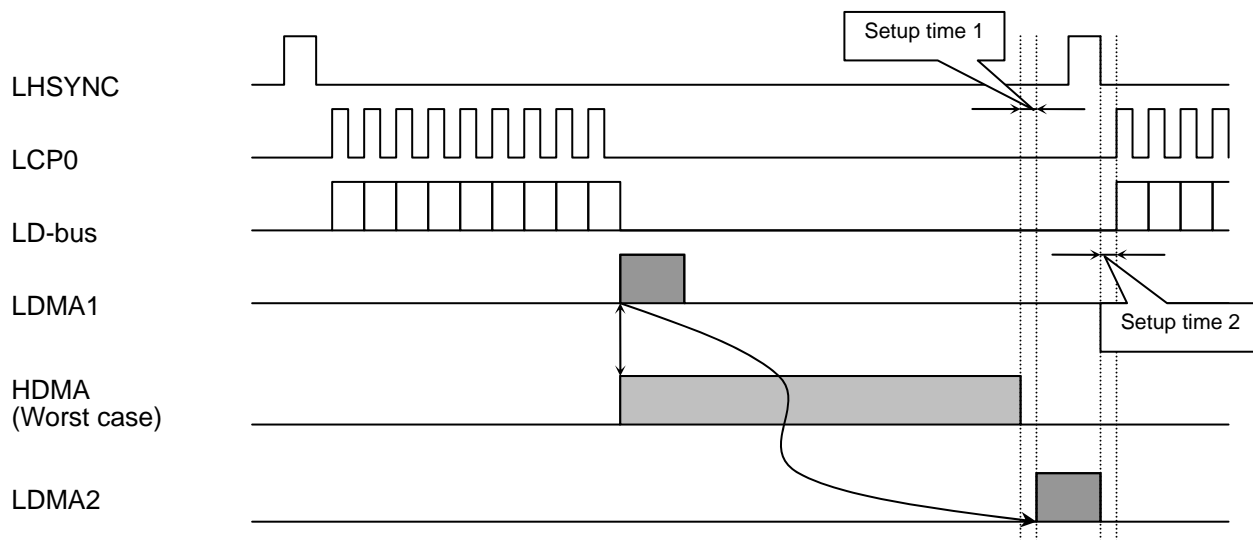 Setup time 1
LHSYNC
LCP0
LD-bus
LDMA1
Setup time 2
HDMA
(Worst case)
LDMA2